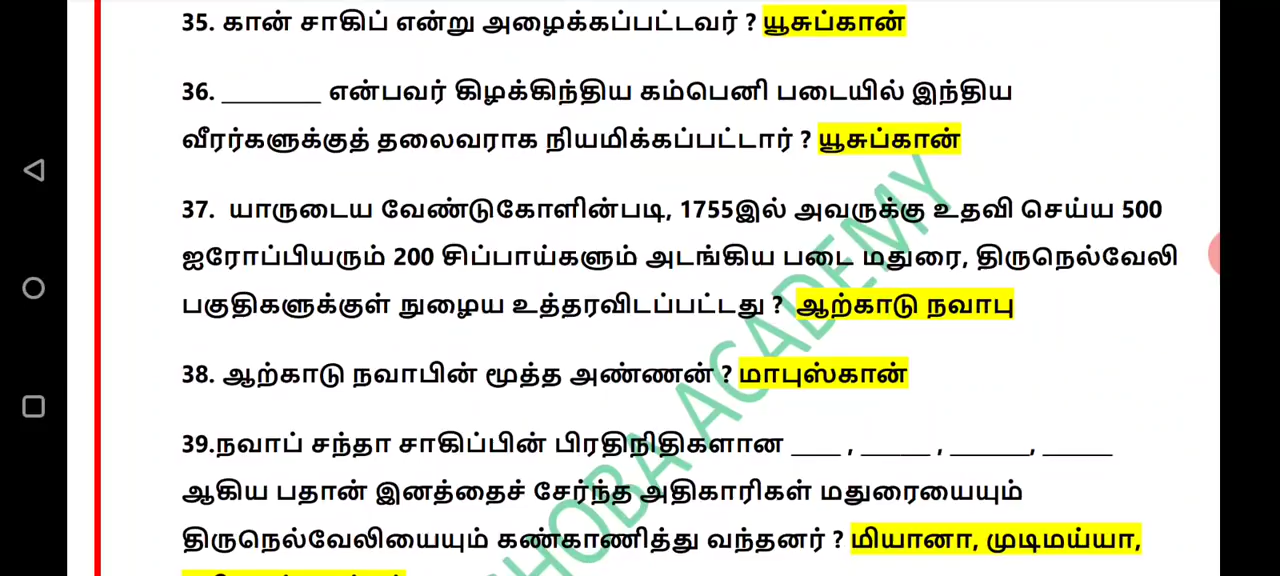 35. கான் சாகிப் என்று அழைக்கப்பட்டவர் ? யூசுப்கான்
36. _________ என்பவர் கிழக்கிந்திய கம்பெனி படையில் இந்திய
வீரர்களுக்குத் தலைவராக நியமிக்கப்பட்டார் ? யூசுப்கான்
37. யாருடைய வேண்டுகோளின்படி, 1755இல் அவருக்கு உதவி செய்ய 500
ஐரோப்பியரும் 200 சிப்பாய்களும் அடங்கிய படை மதுரை, திருநெல்வேலி
பகுதிகளுக்குள் நுழைய உத்தரவிடப்பட்டது ? ஆற்காடு நவாபு
38. ஆற்காடு நவாபின் மூத்த அண்ணன் ? மாபுஸ்கான்
39.நவாப் சந்தா சாகிப்பின் பிரதிநிதிகளான ____ , ______ , _______, ______
ஆகிய பதான் இனத்தைச் சேர்ந்த அதிகாரிகள் மதுரையையும்
திருநெல்வேலியையும் கண்காணித்து வந்தனர் ? மியானா, முடிமய்யா,
SHOBA ACADEMY